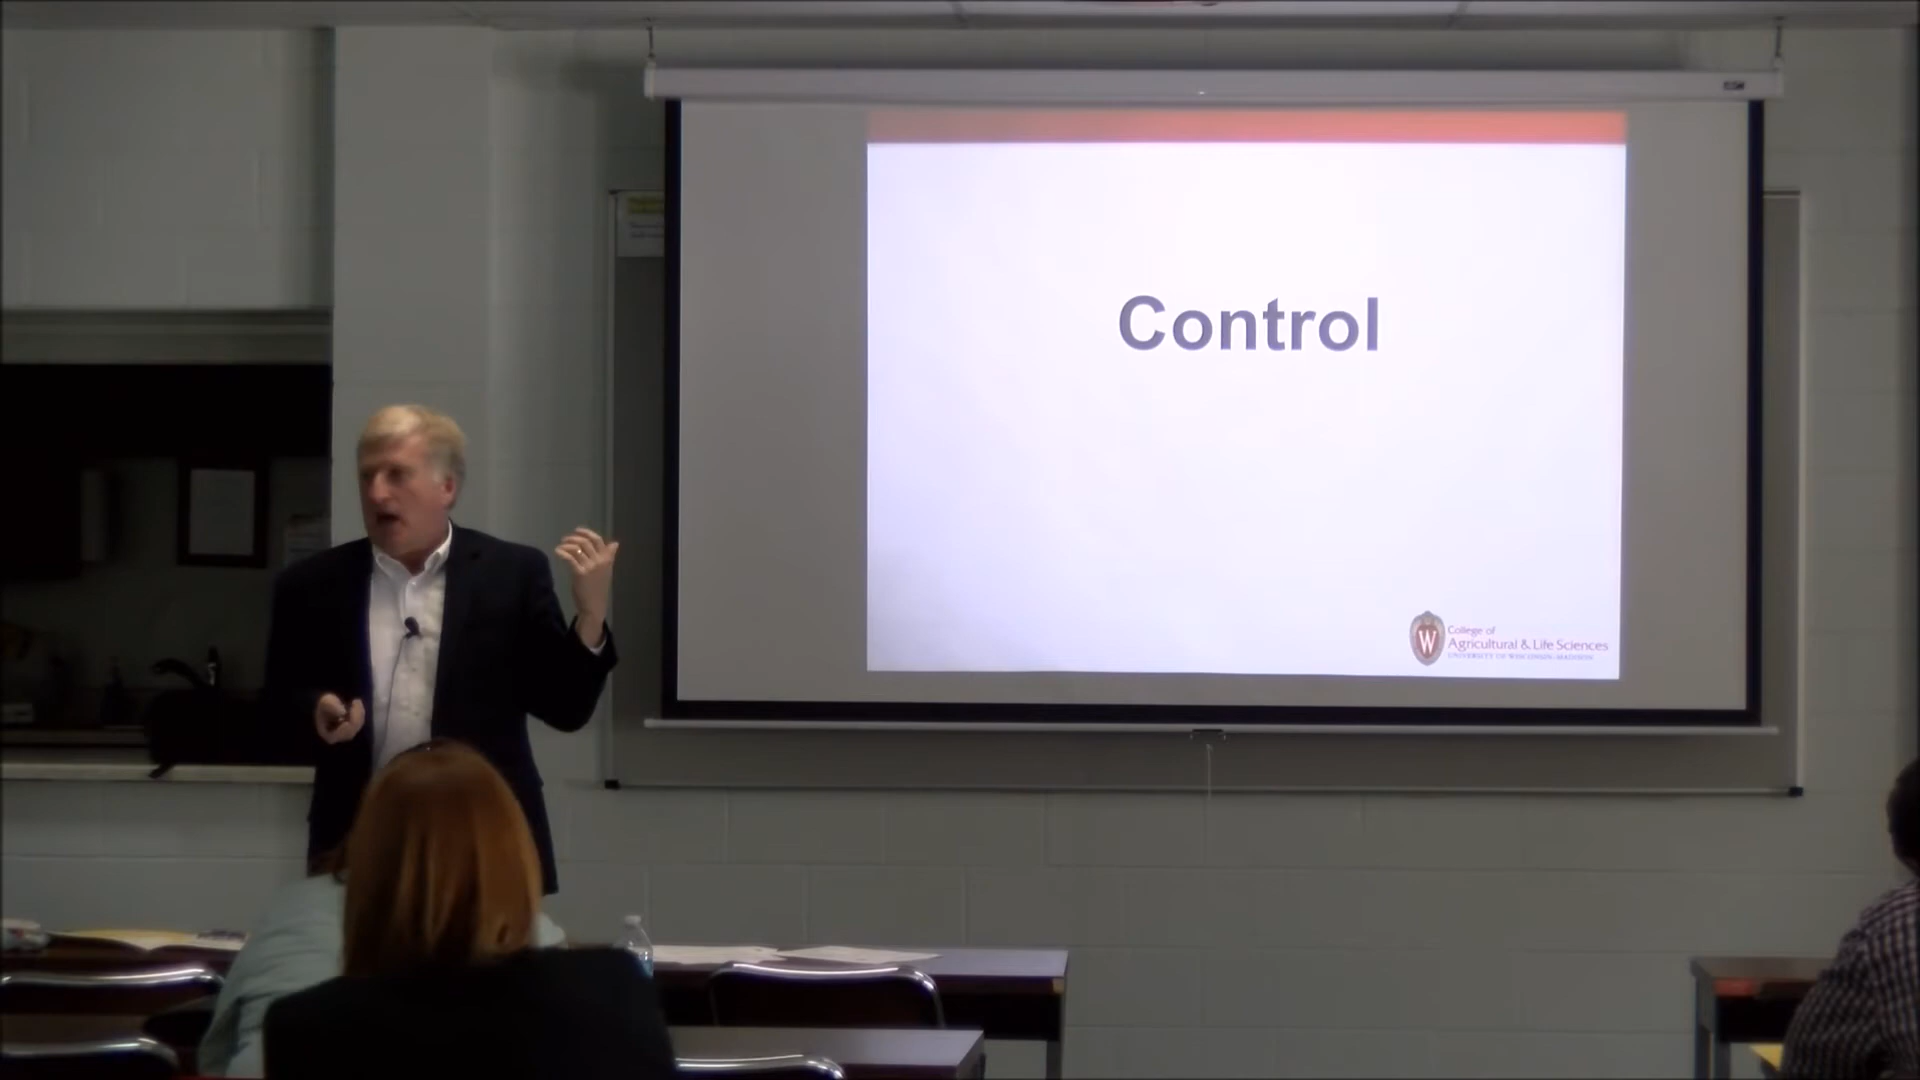 Control
College of
Agricultural & Life Sciences
UNIVERSITY OF WISCONSIN-MADISON
W